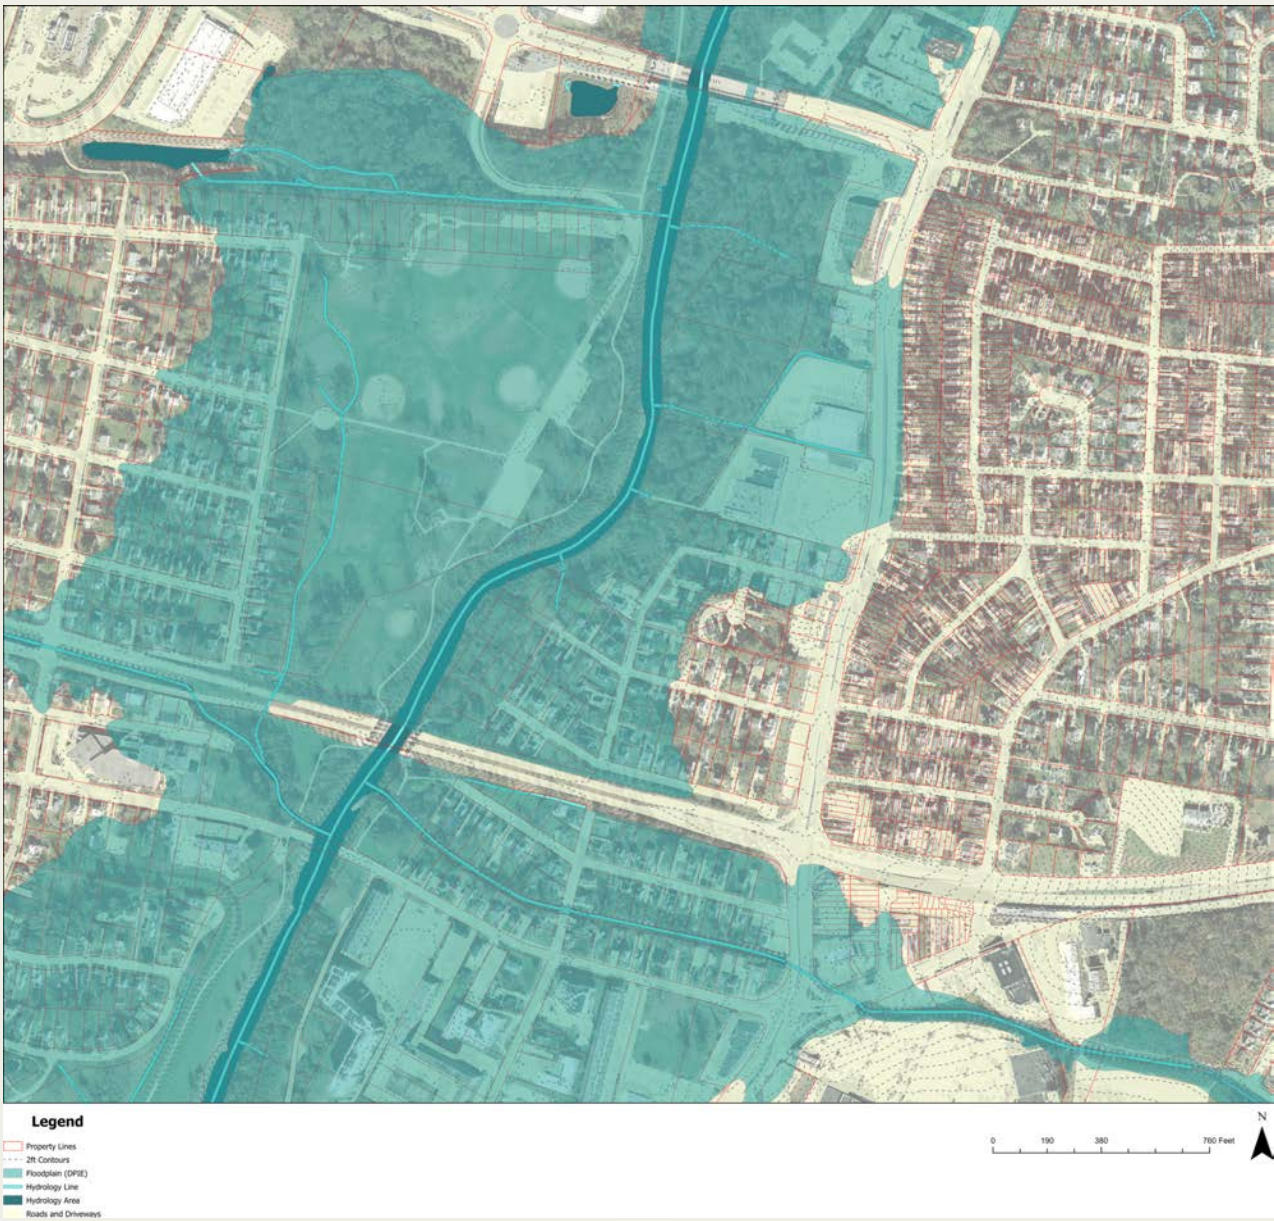 Legend
Property Lines
2ft Contours
Floodplain (DPIE)
Hydrology Line
Hydrology Area
Roads and Driveways
0 190 380 760 Feet
N